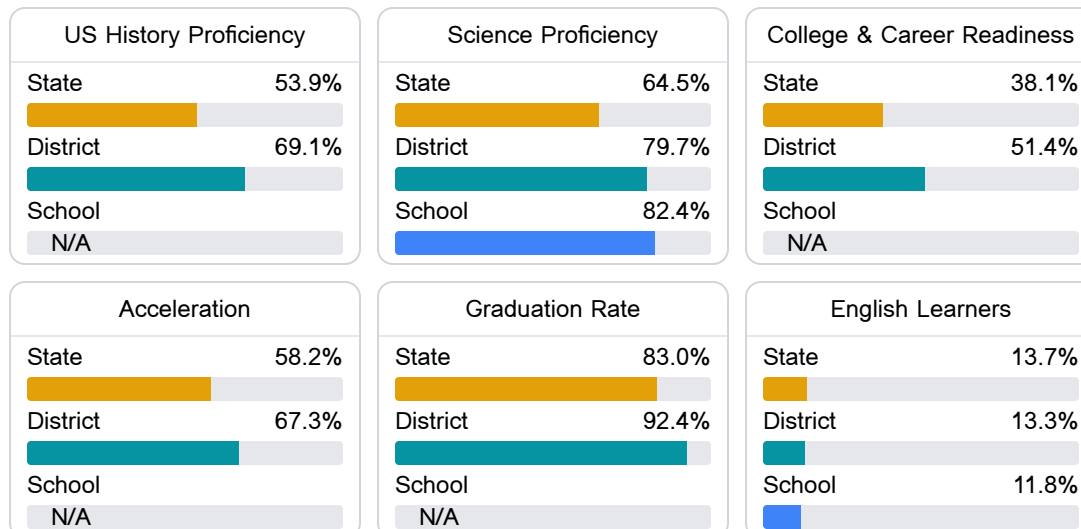 US History Proficiency
State 53.9%
District 69.1%
School
N/A
Science Proficiency
State 64.5%
District 79.7%
School 82.4%
College & Career Readiness
State 38.1%
District 51.4%
School
N/A
Acceleration
State 58.2%
District 67.3%
School
N/A
Graduation Rate
State 83.0%
District 92.4%
School
N/A
English Learners
State 13.7%
District 13.3%
School 11.8%